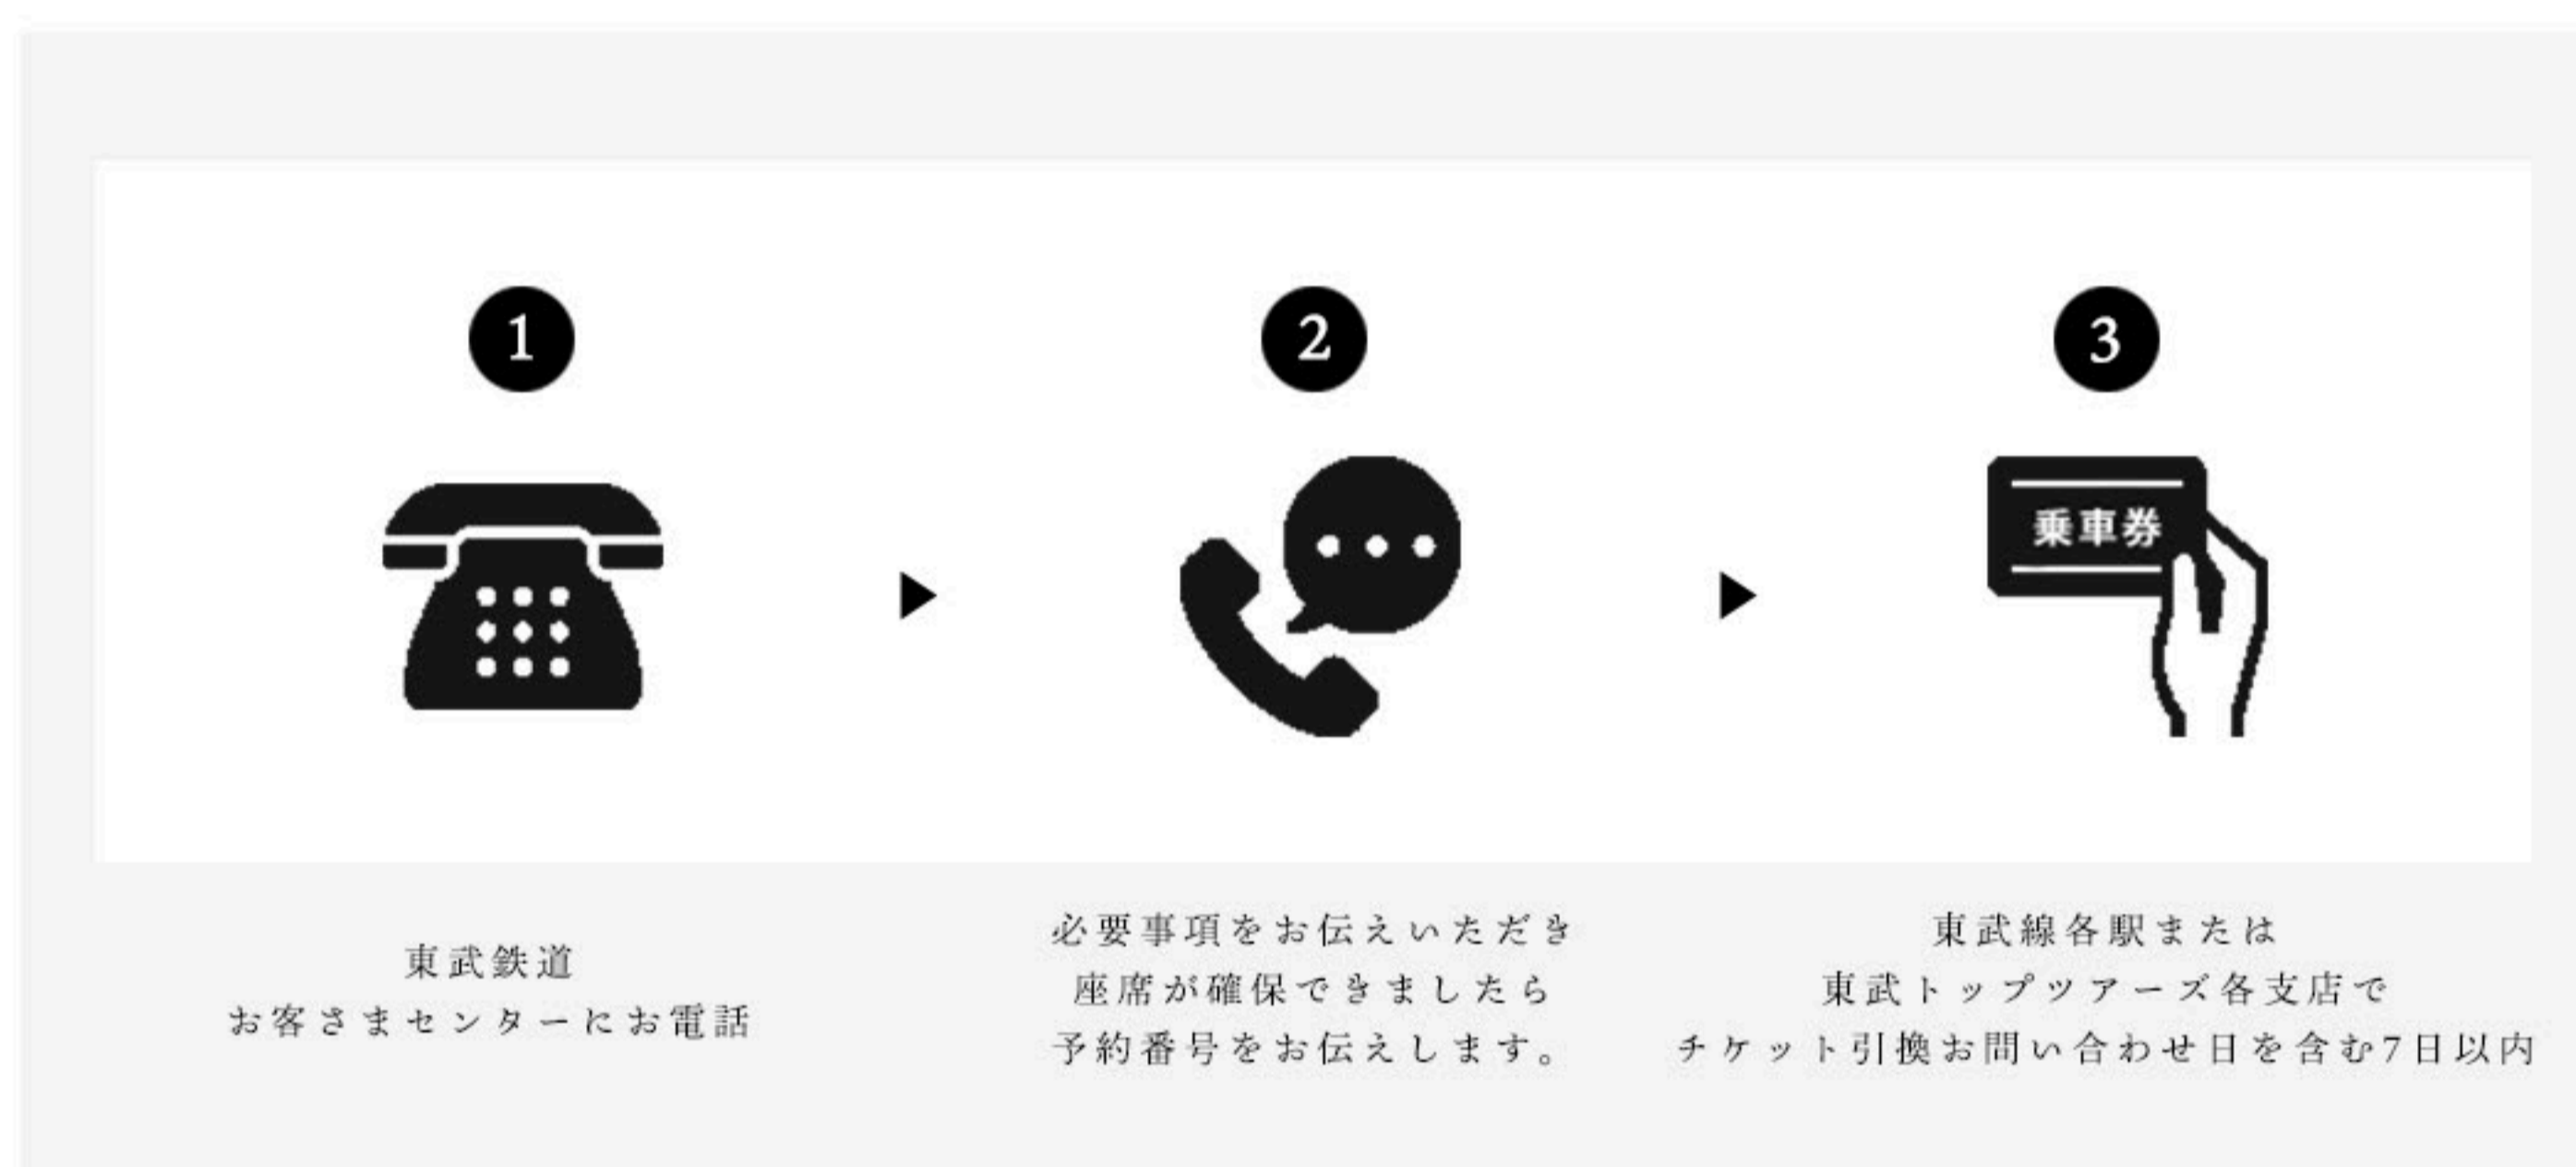 1
2
3
乗車券
東武鉄道
お客さまセンターにお電話
必要事項をお伝えいただき
座席が確保できましたら
予約番号をお伝えします。
東武線各駅または
東武トップツアーズ各支店で
チケット引換お問い合わせ日を含む7日以内